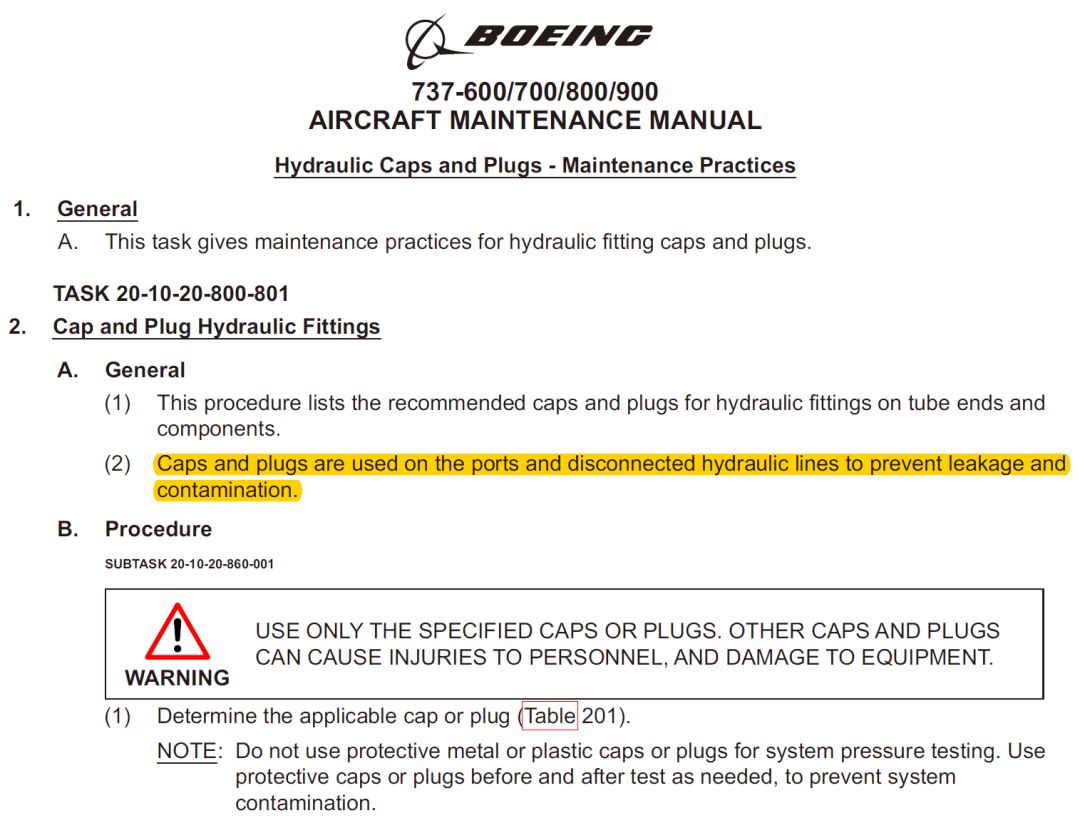 BOEING
737-600/700/800/900
AIRCRAFT MAINTENANCE MANUAL
Hydraulic Caps and Plugs - Maintenance Practices
1. General
A. This task gives maintenance practices for hydraulic fitting caps and plugs.
TASK 20-10-20-800-801
2. Cap and Plug Hydraulic Fittings
A. General
(1) This procedure lists the recommended caps and plugs for hydraulic fittings on tube ends and
components.
(2) Caps and plugs are used on the ports and disconnected hydraulic lines to prevent leakage and
contamination.
B. Procedure
SUBTASK 20-10-20-860-001
USE ONLY THE SPECIFIED CAPS OR PLUGS. OTHER CAPS AND PLUGS
CAN CAUSE INJURIES TO PERSONNEL, AND DAMAGE TO EQUIPMENT.
WARNING
(1) Determine the applicable cap or plug (Table 201).
NOTE: Do not use protective metal or plastic caps or plugs for system pressure testing. Use
protective caps or plugs before and after test as needed, to prevent system
contamination.